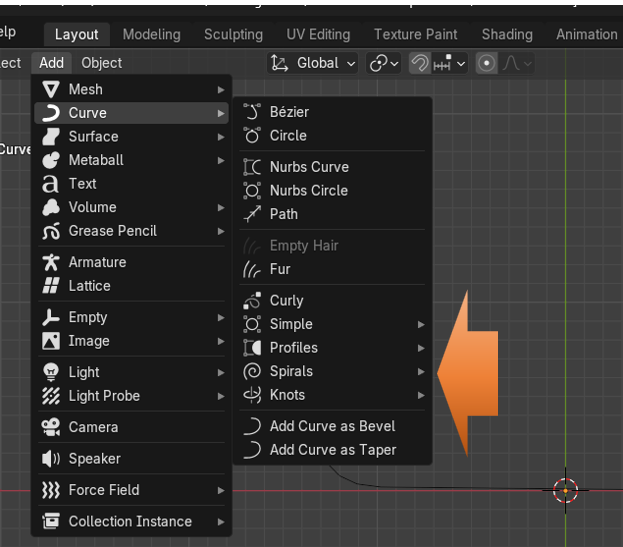 elp Layout Modeling Sculpting UV Editing Texture Paint Shading Animation
ect Add Object Global
Mesh
Curve
Surface
Metaball
Text
Volume
Grease Pencil
Armature
Lattice
Empty
Image
Light
Light Probe
Camera
Speaker
Force Field
Collection Instance
Bézier
Circle
Nurbs Curve
Nurbs Circle
Path
Empty Hair
Fur
Curly
Simple
Profiles
Spirals
Knots
Add Curve as Bevel
Add Curve as Taper
Curve